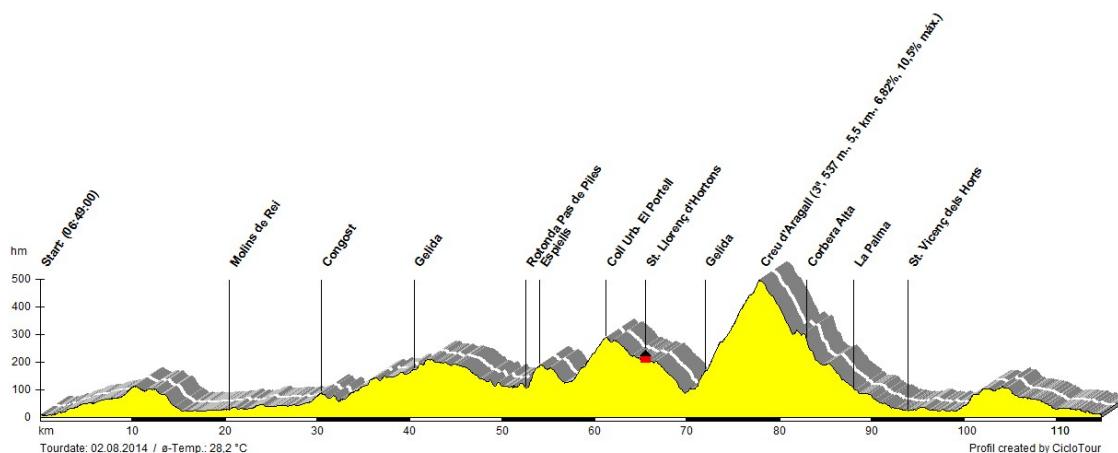 Start: (06:49:00)
Molins de Rei
Congost
Gelida
Rotonda Pas de Piles
Espiells
Coll Urb. El Portell
St. Llorenç d'Hortons
Gelida
Creu d'Aragall (3ª, 537 m., 5,5 km., 6,82%, 10,5% máx.)
Corbera Alta
La Palma
St. Vicenç dels Horts
hm
500
400
300
200
100
0
km
10
20
30
40
50
60
70
80
90
100
110
Tourdate: 02.08.2014 / ø-Temp.: 28,2 °C
Profil created by CicloTour